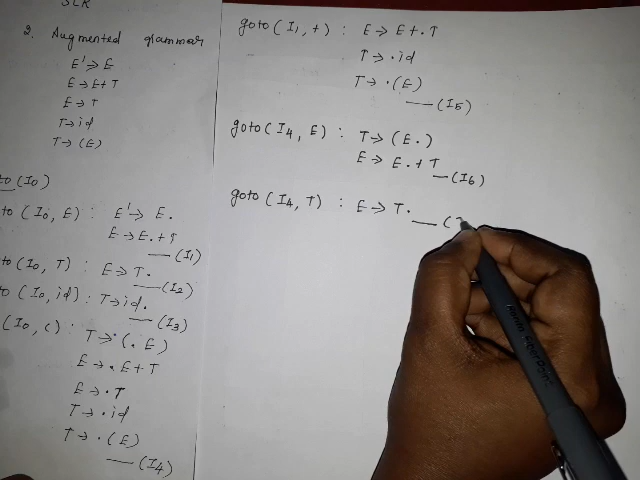 SLR
2. Augmented grammar
E' → E
E → E+T
E → T
T → id
T → (E)
to (I0)
to (I0, E) : E' → E.
E → E.+T
— (I1)
to (I0, T) : E → T.
— (I2)
to (I0, id) : T → id.
— (I3)
(I0, c) : T → (.E)
E → .E+T
E → .T
T → .id
T → .(E)
— (I4)
goto (I1, +) : E → E+.T
T → .id
T → .(E)
— (I5)
goto (I4, E) : T → (E.)
E → E.+T
— (I6)
goto (I4, T) : E → T.
— (